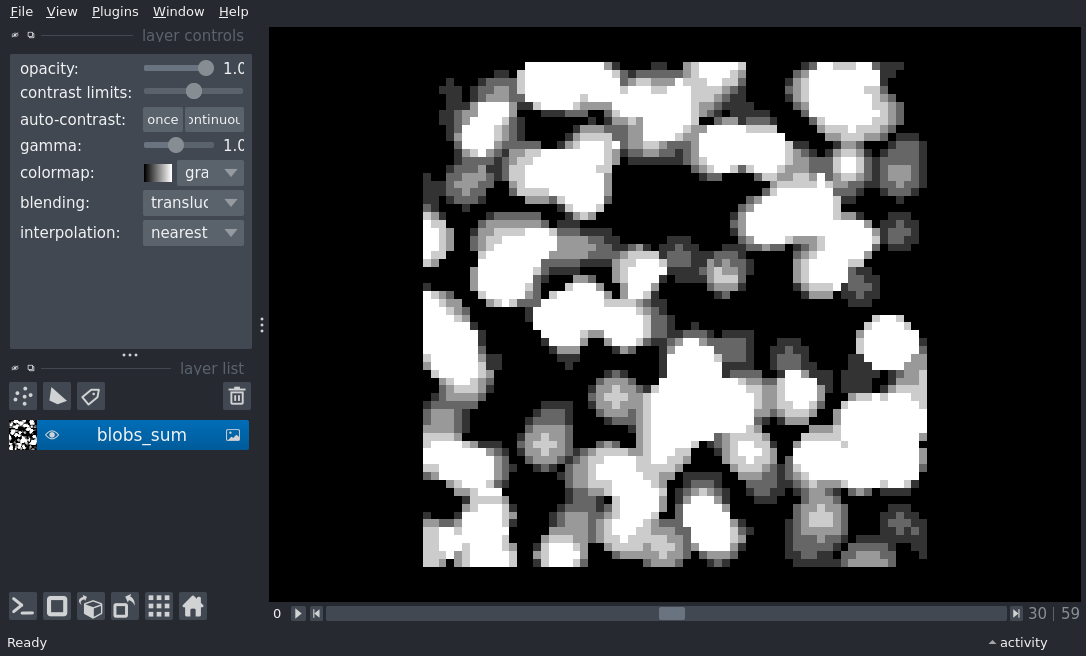 File View Plugins Window Help
layer controls
opacity: 1.0
contrast limits:
auto-contrast: once ontinuou
gamma: 1.0
colormap: gra
blending: transluc
interpolation: nearest
layer list
blobs_sum
0 30 | 59
Ready activity